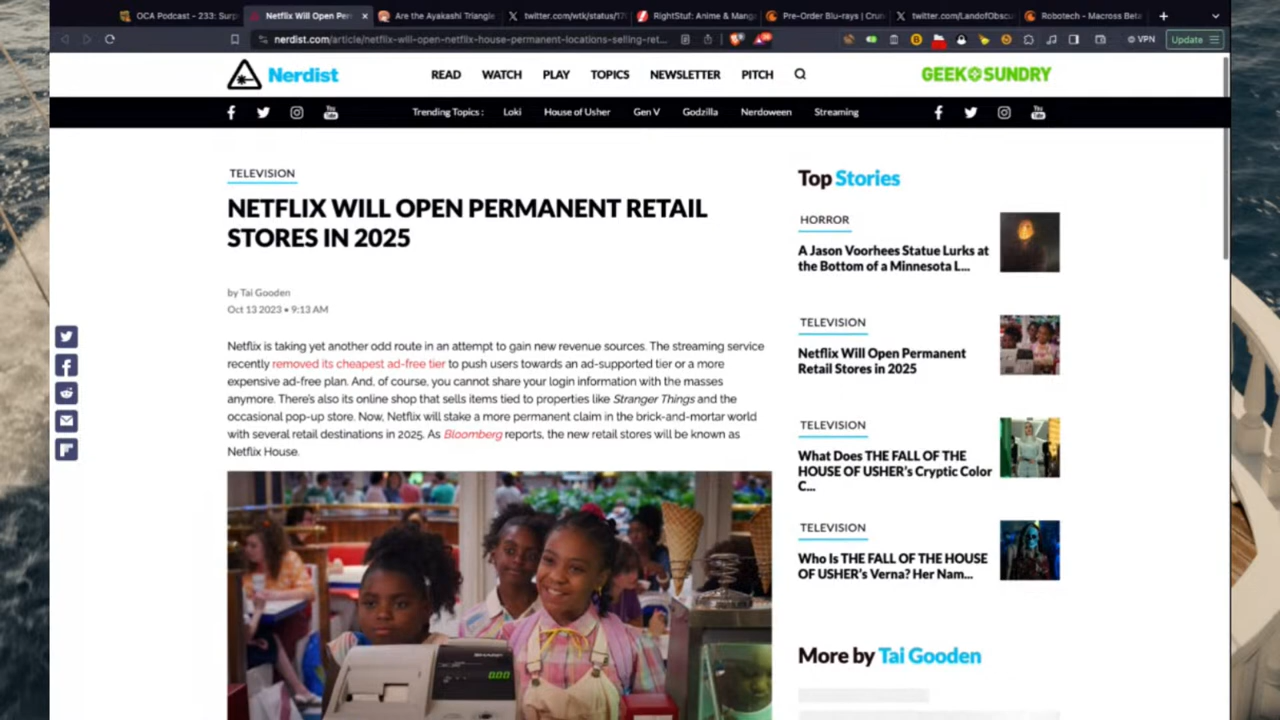 OCA Podcast - 233: Surp
Netflix Will Open Per
Are the Ayakashi Triangle
twitter.com/wtk/status/17
RightStuf: Anime & Mang
Pre-Order Blu-rays | Crun
twitter.com/LandofObscu
Robotech - Macross Beta
nerdist.com/article/netflix-will-open-netflix-house-permanent-locations-selling-ret...
VPN
Update
Nerdist
READ
WATCH
PLAY
TOPICS
NEWSLETTER
PITCH
GEEK & SUNDRY
Trending Topics :
Loki
House of Usher
Gen V
Godzilla
Nerdoween
Streaming
TELEVISION
NETFLIX WILL OPEN PERMANENT RETAIL
STORES IN 2025
by Tai Gooden
Oct 13 2023 • 9:13 AM
Netflix is taking yet another odd route in an attempt to gain new revenue sources. The streaming service
recently removed its cheapest ad-free tier to push users towards an ad-supported tier or a more
expensive ad-free plan. And, of course, you cannot share your login information with the masses
anymore. There's also its online shop that sells items tied to properties like Stranger Things and the
occasional pop-up store. Now, Netflix will stake a more permanent claim in the brick-and-mortar world
with several retail destinations in 2025. As Bloomberg reports, the new retail stores will be known as
Netflix House.
SHARP
000
Top Stories
HORROR
A Jason Voorhees Statue Lurks at
the Bottom of a Minnesota L...
TELEVISION
Netflix Will Open Permanent
Retail Stores in 2025
TELEVISION
What Does THE FALL OF THE
HOUSE OF USHER's Cryptic Color
C...
TELEVISION
Who Is THE FALL OF THE HOUSE
OF USHER's Verna? Her Nam...
More by Tai Gooden